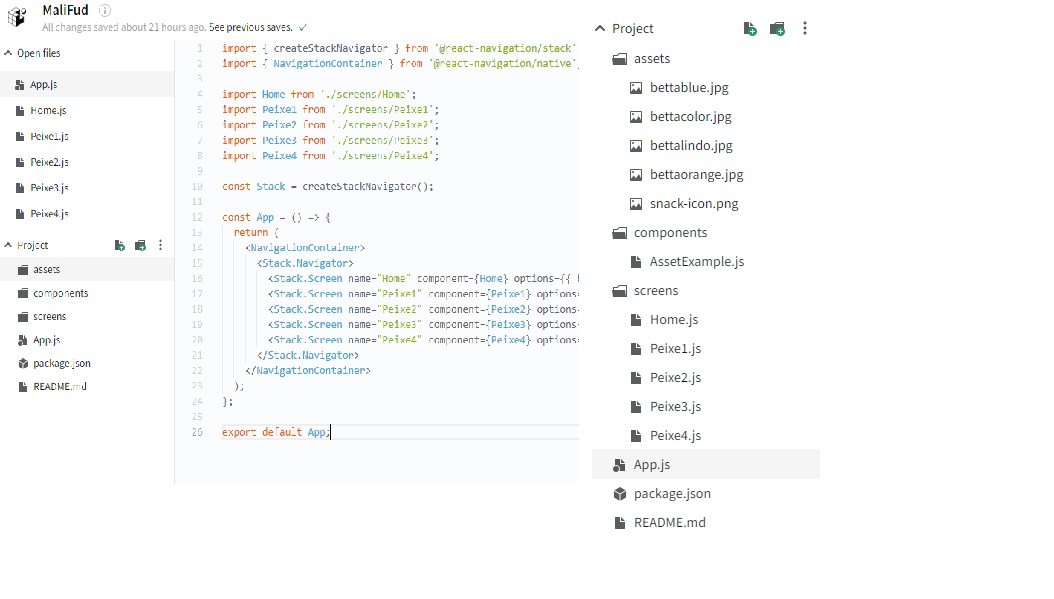 MaliFud
All changes saved about 21 hours ago. See previous saves.
Open files
App.js
Home.js
Peixe1.js
Peixe2.js
Peixe3.js
Peixe4.js
Project
assets
components
screens
App.js
package.json
README.md
1 import { createStackNavigator } from '@react-navigation/stack'
2 import { NavigationContainer } from '@react-navigation/native'
3
4 import Home from './screens/Home';
5 import Peixe1 from './screens/Peixe1';
6 import Peixe2 from './screens/Peixe2';
7 import Peixe3 from './screens/Peixe3';
8 import Peixe4 from './screens/Peixe4';
9
10 const Stack = createStackNavigator();
11
12 const App = () => {
13 return (
14 <NavigationContainer>
15 <Stack.Navigator>
16 <Stack.Screen name="Home" component={Home} options={{
17 <Stack.Screen name="Peixe1" component={Peixe1} options=
18 <Stack.Screen name="Peixe2" component={Peixe2} options=
19 <Stack.Screen name="Peixe3" component={Peixe3} options=
20 <Stack.Screen name="Peixe4" component={Peixe4} options=
21 </Stack.Navigator>
22 </NavigationContainer>
23 );
24 };
25
26 export default App;
Project
assets
bettablue.jpg
bettacolor.jpg
bettalindo.jpg
bettaorange.jpg
snack-icon.png
components
AssetExample.js
screens
Home.js
Peixe1.js
Peixe2.js
Peixe3.js
Peixe4.js
App.js
package.json
README.md